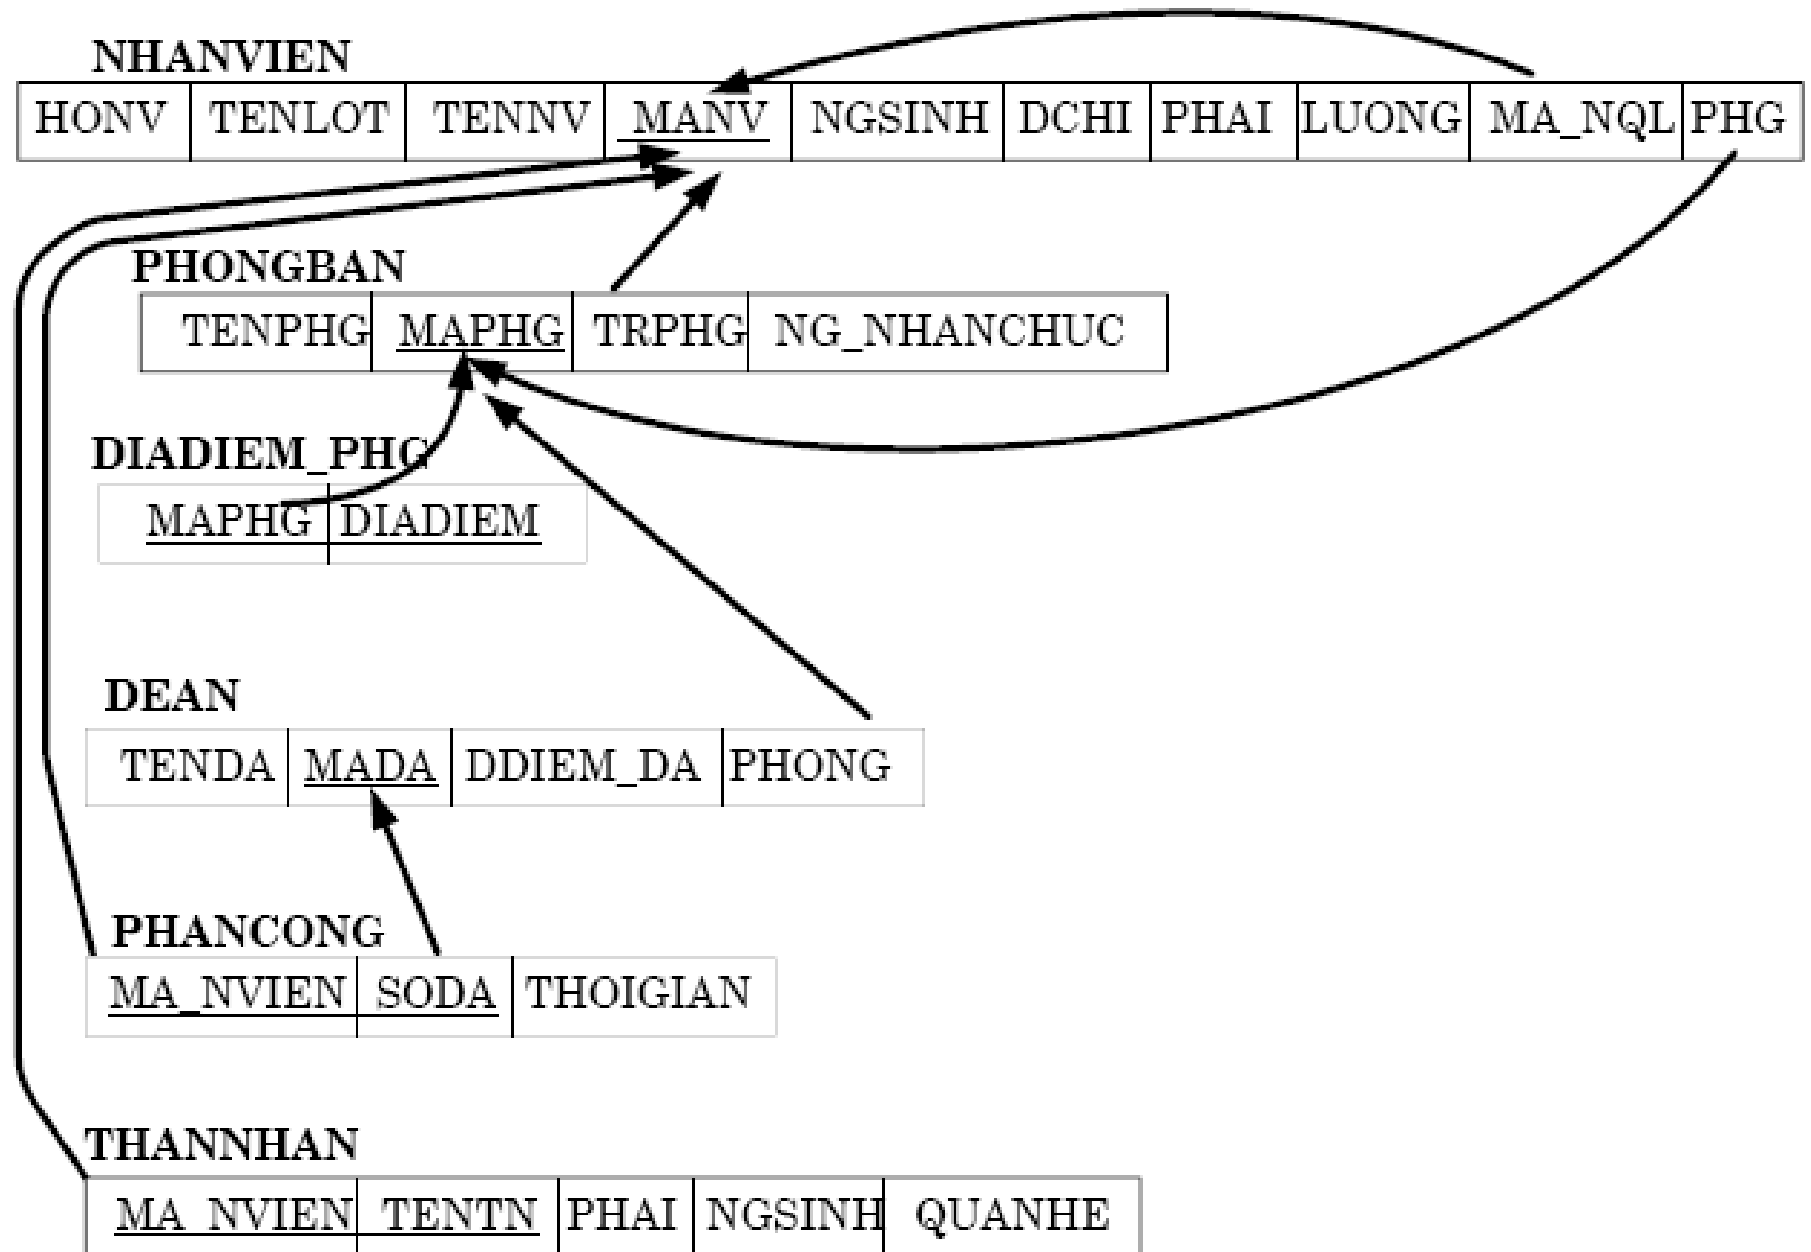 NHANVIEN
HONV TENLOT TENNV MANV NGSINH DCHI PHAI LUONG MA_NQL PHG
PHONGBAN
TENPHG MAPHG TRPHG NG_NHANCHUC
DIADIEM_PHG
MAPHG DIADIEM
DEAN
TENDA MADA DDIEM_DA PHONG
PHANCONG
MA_NVIEN SODA THOIGIAN
THANNHAN
MA_NVIEN TENTN PHAI NGSINH QUANHE